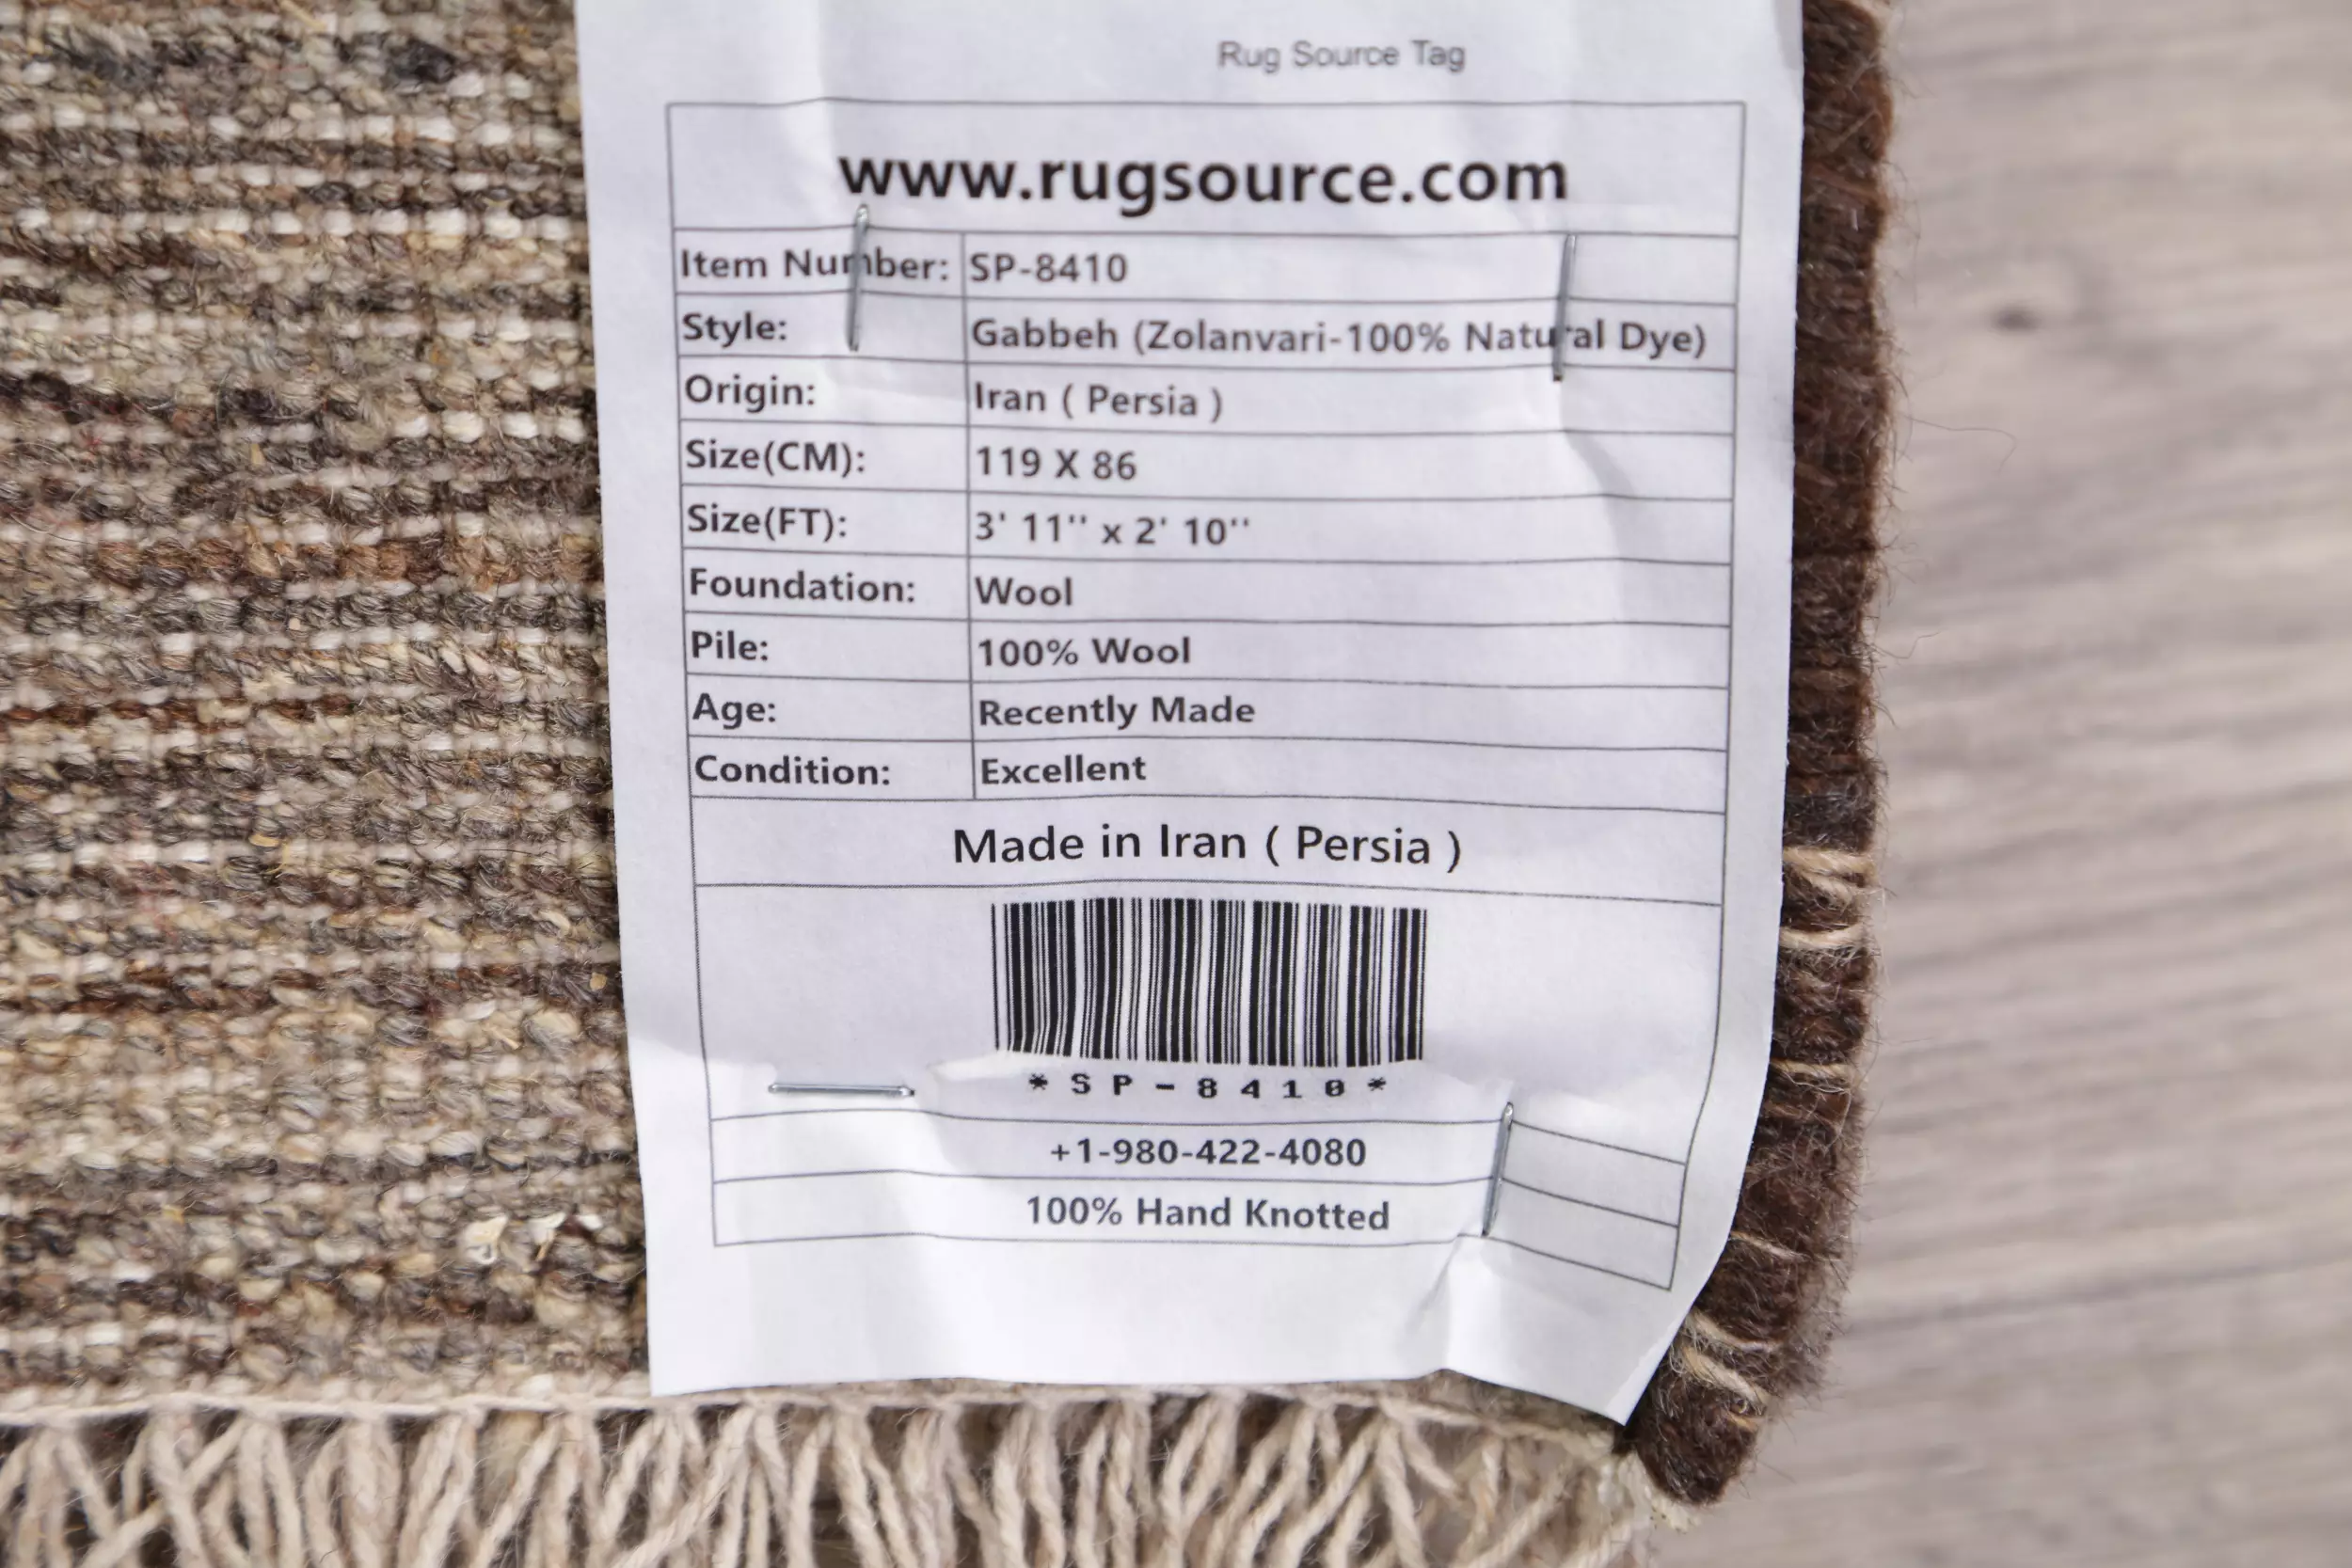 Rug Source Tag
www.rugsource.com
Item Number: SP-8410
Style: Gabbeh (Zolanvari-100% Natural Dye)
Origin: Iran ( Persia )
Size(CM): 119 X 86
Size(FT): 3' 11'' x 2' 10''
Foundation: Wool
Pile: 100% Wool
Age: Recently Made
Condition: Excellent
Made in Iran ( Persia )
*SP-8410*
+1-980-422-4080
100% Hand Knotted